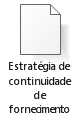 Estratégia de
continuidade
de
fornecimento